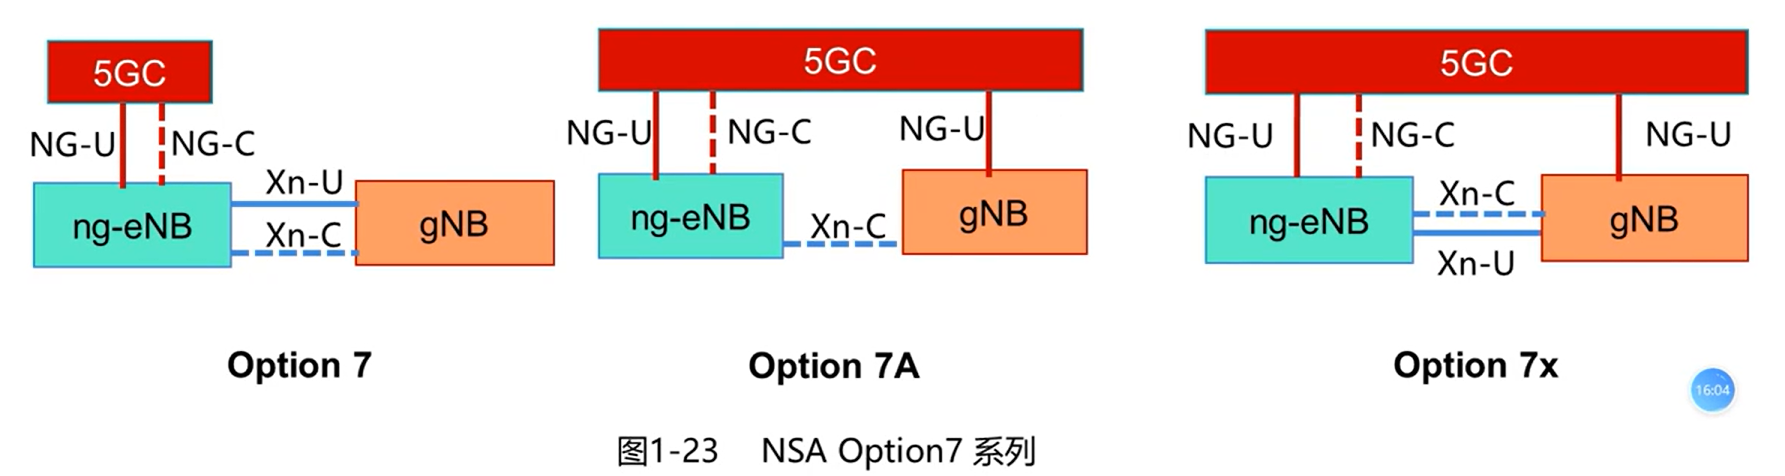 5GC
NG-U
NG-C
Xn-U
ng-eNB
Xn-C
gNB
Option 7
5GC
NG-U
NG-C
NG-U
ng-eNB
Xn-C
gNB
Option 7A
5GC
NG-U
NG-C
NG-U
ng-eNB
Xn-C
Xn-U
gNB
Option 7x
16:04
图1-23 NSA Option7 系列